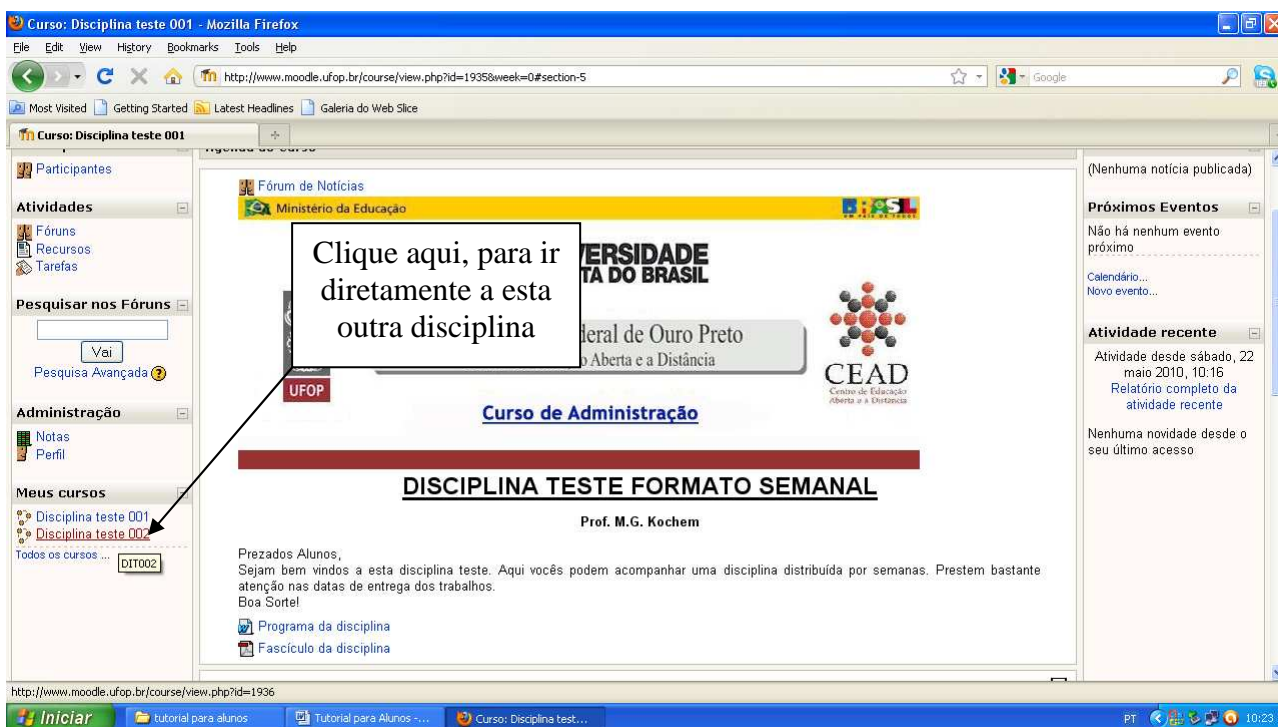 Curso: Disciplina teste 001 - Mozilla Firefox
File Edit View History Bookmarks Tools Help
http://www.moodle.ufop.br/course/view.php?id=1935&week=0#section-5
Google
Most Visited Getting Started Latest Headlines Galeria do Web Slice
Curso: Disciplina teste 001
Participantes
Atividades
Fóruns
Recursos
Tarefas
Pesquisar nos Fóruns
Vai
Pesquisa Avançada
Administração
Notas
Perfil
Meus cursos
Disciplina teste 001
Disciplina teste 002
Todos os cursos ...
DIT002
Agenda do Curso
Fórum de Notícias
Ministério da Educação
BRASIL
UM PAÍS DE TODOS
Clique aqui, para ir
diretamente a esta
outra disciplina
VERSIDADE
TA DO BRASIL
deral de Ouro Preto
Aberta e a Distância
UFOP
CEAD
Centro de Educação
Aberta e a Distância
Curso de Administração
DISCIPLINA TESTE FORMATO SEMANAL
Prof. M.G. Kochem
Prezados Alunos,
Sejam bem vindos a esta disciplina teste. Aqui vocês podem acompanhar uma disciplina distribuída por semanas. Prestem bastante
atenção nas datas de entrega dos trabalhos.
Boa Sorte!
Programa da disciplina
Fascículo da disciplina
(Nenhuma notícia publicada)
Próximos Eventos
Não há nenhum evento
próximo
Calendário...
Novo evento...
Atividade recente
Atividade desde sábado, 22
maio 2010, 10:16
Relatório completo da
atividade recente
Nenhuma novidade desde o
seu último acesso
http://www.moodle.ufop.br/course/view.php?id=1936
Iniciar
tutorial para alunos
Tutorial para Alunos -...
Curso: Disciplina test...
PT
10:23